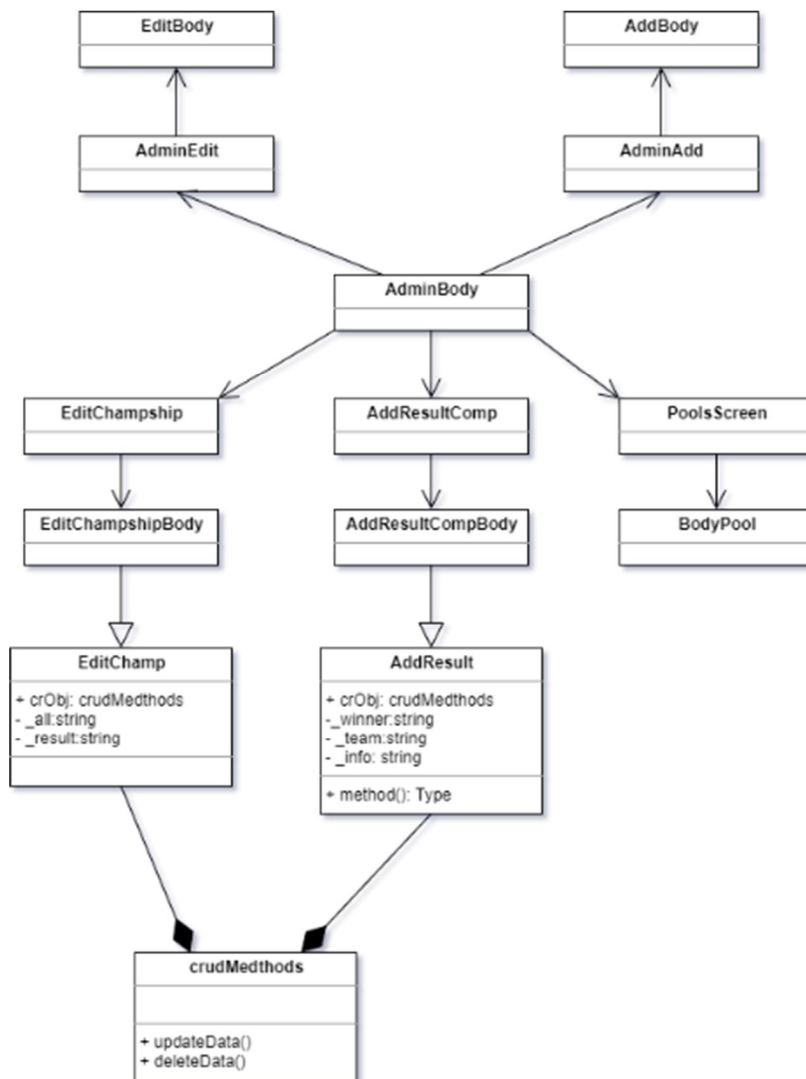 EditBody
AddBody
AdminEdit
AdminAdd
AdminBody
EditChampship
AddResultComp
PoolsScreen
EditChampshipBody
AddResultCompBody
BodyPool
EditChamp
+ crObj: crudMedthods
- _all:string
- _result:string
AddResult
+ crObj: crudMedthods
-_winner:string
- _team:string
- _info: string
+ method(): Type
crudMedthods
+ updateData()
+ deleteData()